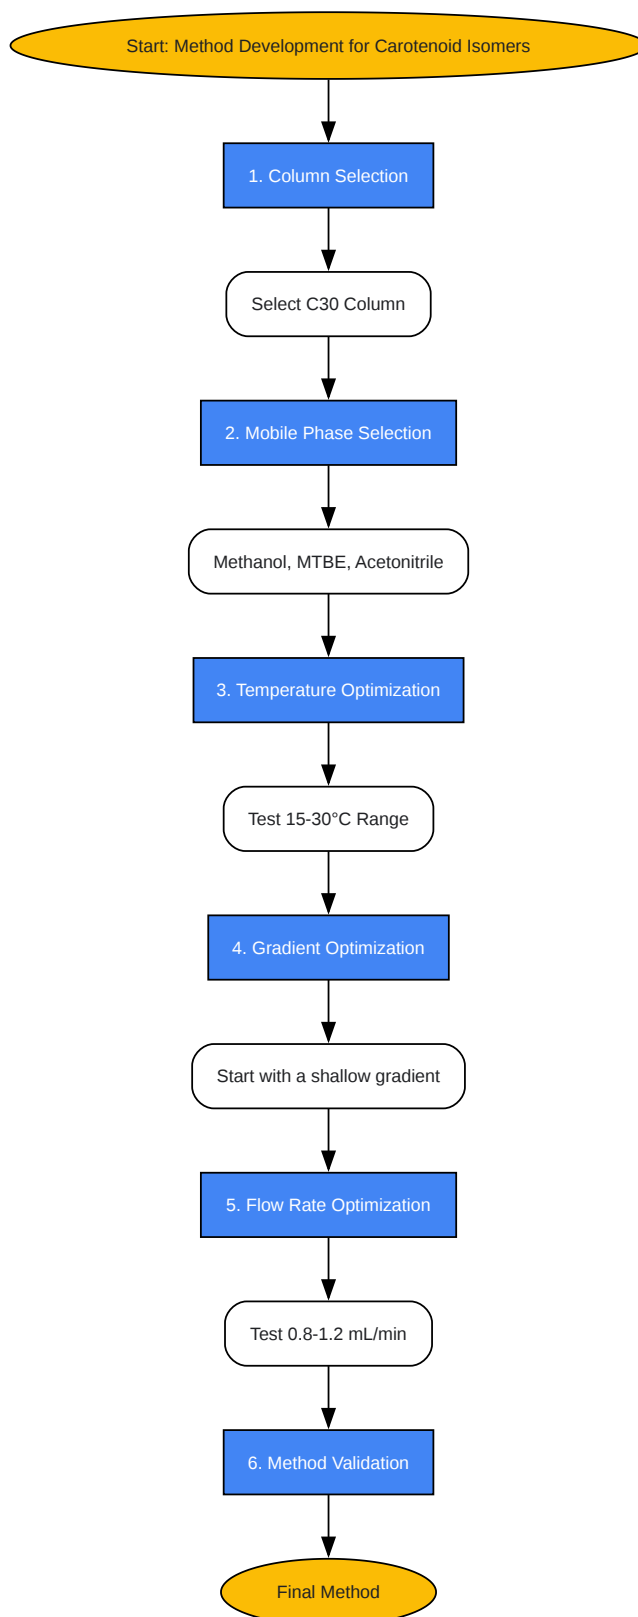 Start: Method Development for Carotenoid Isomers
1. Column Selection
Select C30 Column
2. Mobile Phase Selection
Methanol, MTBE, Acetonitrile
3. Temperature Optimization
Test 15-30°C Range
4. Gradient Optimization
Start with a shallow gradient
5. Flow Rate Optimization
Test 0.8-1.2 mL/min
6. Method Validation
Final Method